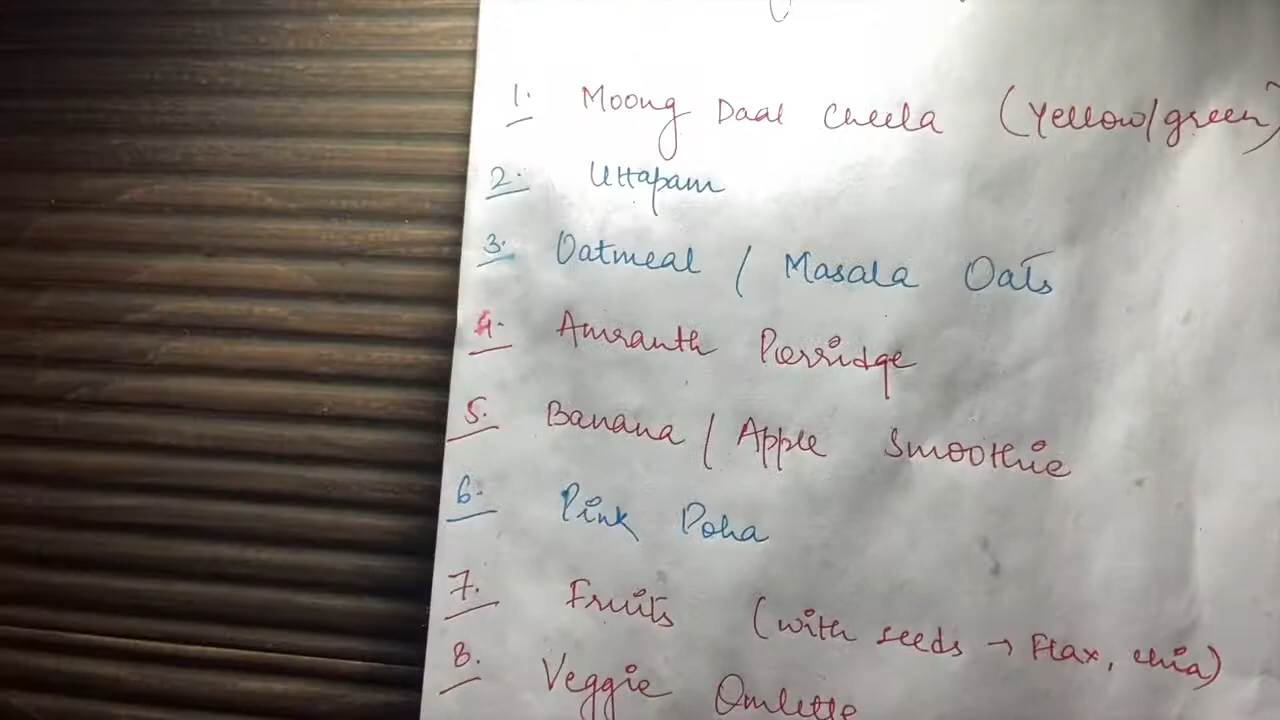 1. Moong Daal Cheela (Yellow/green)
2. Uttapam
3. Oatmeal / Masala Oats
4. Amranth Porridge
5. Banana / Apple Smoothie
6. Pink Poha
7. Fruits (with seeds → Flax, chia)
8. Veggie Omlette